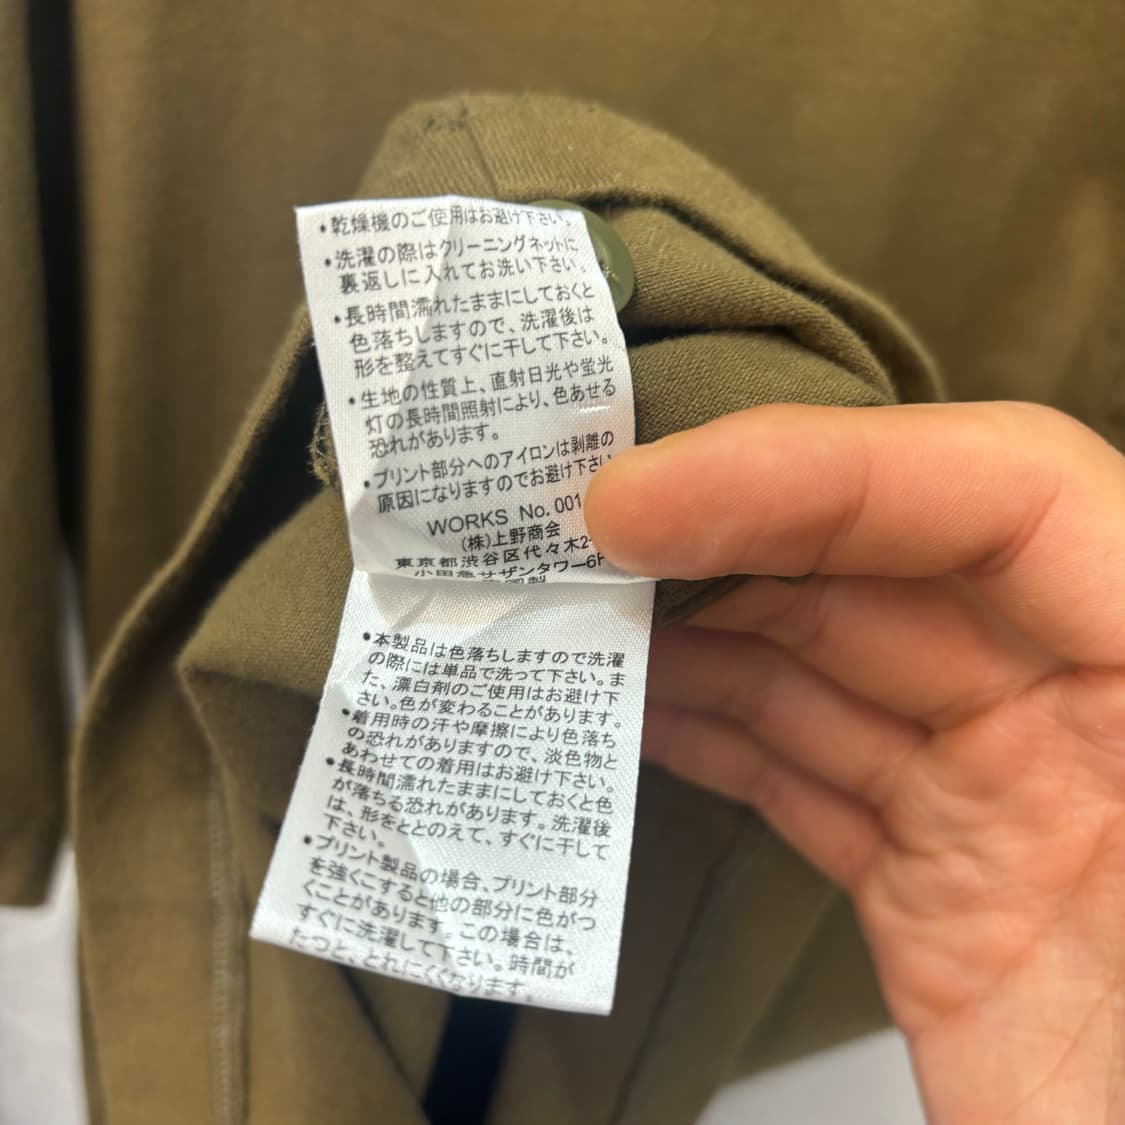 •乾燥機のご使用はお避け下さい。
•洗濯の際はクリーニングネットに
裏返しに入れてお洗い下さい。
•長時間濡れたままにしておくと
色落ちしますので、洗濯後は
形を整えてすぐに干して下さい。
•生地の性質上、直射日光や蛍光
灯の長時間照射により、色あせる
恐れがあります。
•プリント部分へのアイロンは剥離の
原因になりますのでお避け下さい
WORKS No. 001
(株)上野商会
東京都渋谷区代々木2
小田急サザンタワー6F
国製
•本製品は色落ちしますので洗濯
の際には単品で洗って下さい。ま
た、漂白剤のご使用はお避け下
さい。色が変わることがあります。
•着用時の汗や摩擦により色落ち
の恐れがありますので、淡色物と
あわせての着用はお避け下さい。
•長時間濡れたままにしておくと色
が落ちる恐れがあります。洗濯後
は、形をととのえて、すぐに干して
下さい。
•プリント製品の場合、プリント部分
を強くこすると他の部分に色がつ
くことがあります。この場合は、
すぐに洗濯して下さい。時間が
たつと、とれにくくなります。